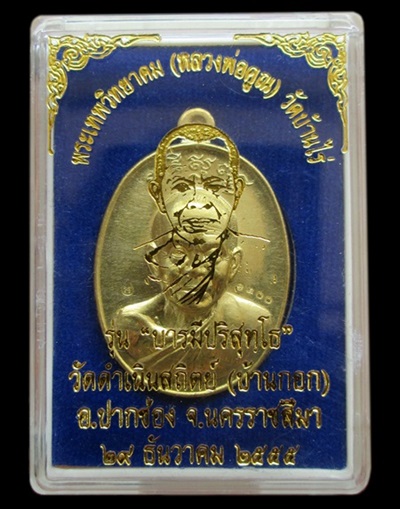 พระเทพวิทยาคม (หลวงพ่อคูณ) วัดบ้านไร่
รุ่น “บารมีปริสุทโธ”
วัดดำเนินสถิตย์ (บ้านกอก)
อ.ปากช่อง จ.นครราชสีมา
๒๙ ธันวาคม ๒๕๕๕